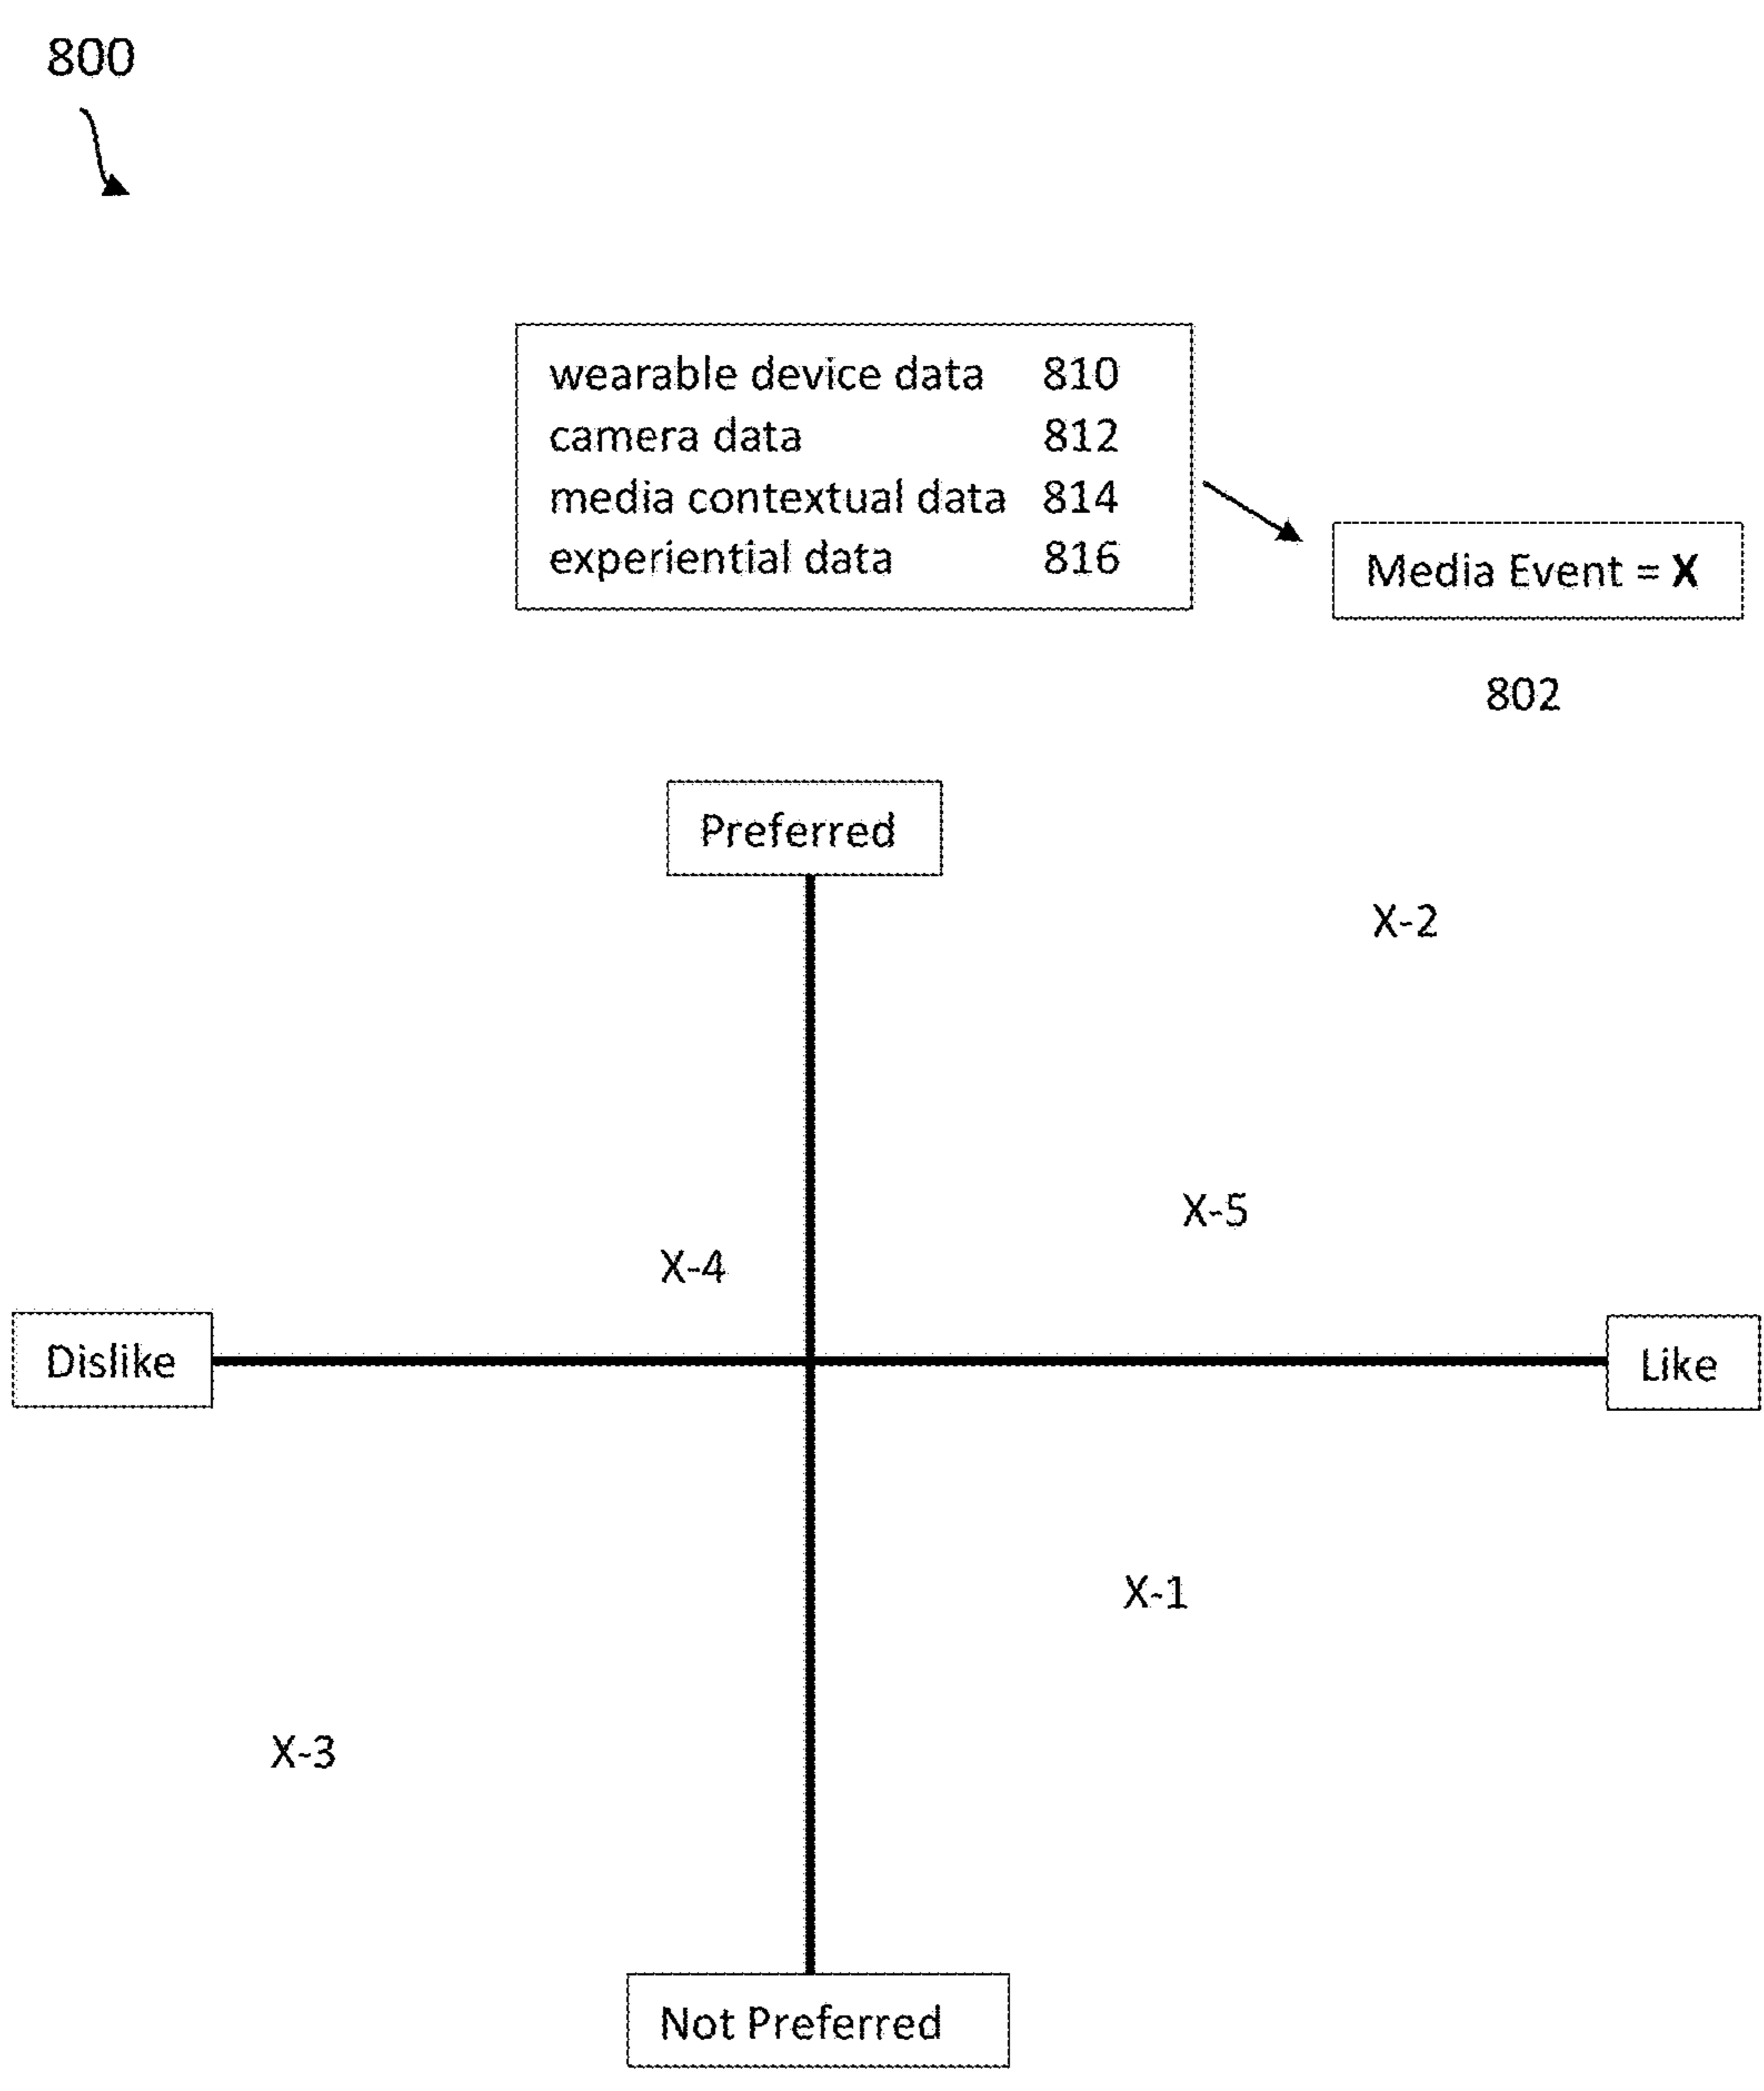 800
wearable device data 810
camera data 812
media contextual data 814
experiential data 816
Media Event = X
802
Preferred
X-2
X-5
X-4
Dislike
Like
X-1
X-3
Not Preferred